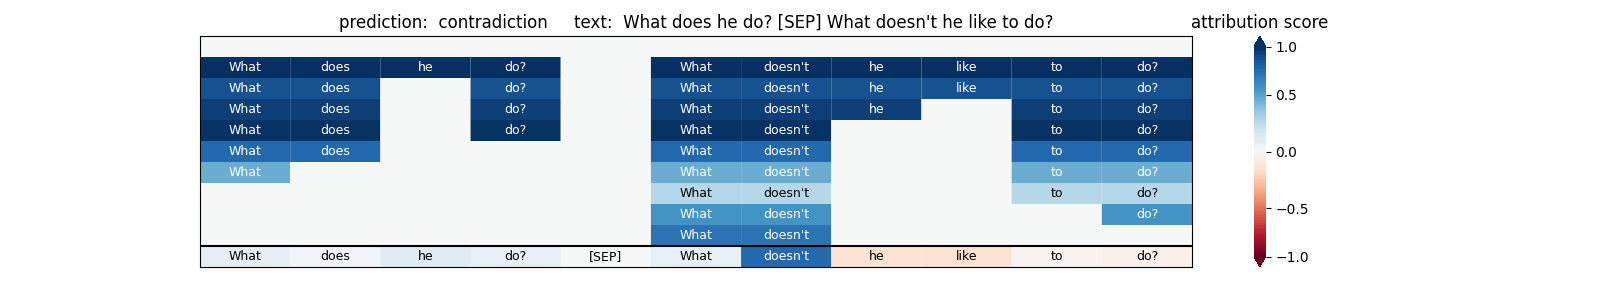 prediction: contradiction text: What does he do? [SEP] What doesn't he like to do? attribution score
What does he do? What doesn't he like to do? 1.0
What does do? What doesn't he like to do?
What does do? What doesn't he to do? 0.5
What does do? What doesn't to do?
What does What doesn't to do? 0.0
What What doesn't to do?
What doesn't to do?
What doesn't do? −0.5
What doesn't
What does he do? [SEP] What doesn't he like to do? −1.0